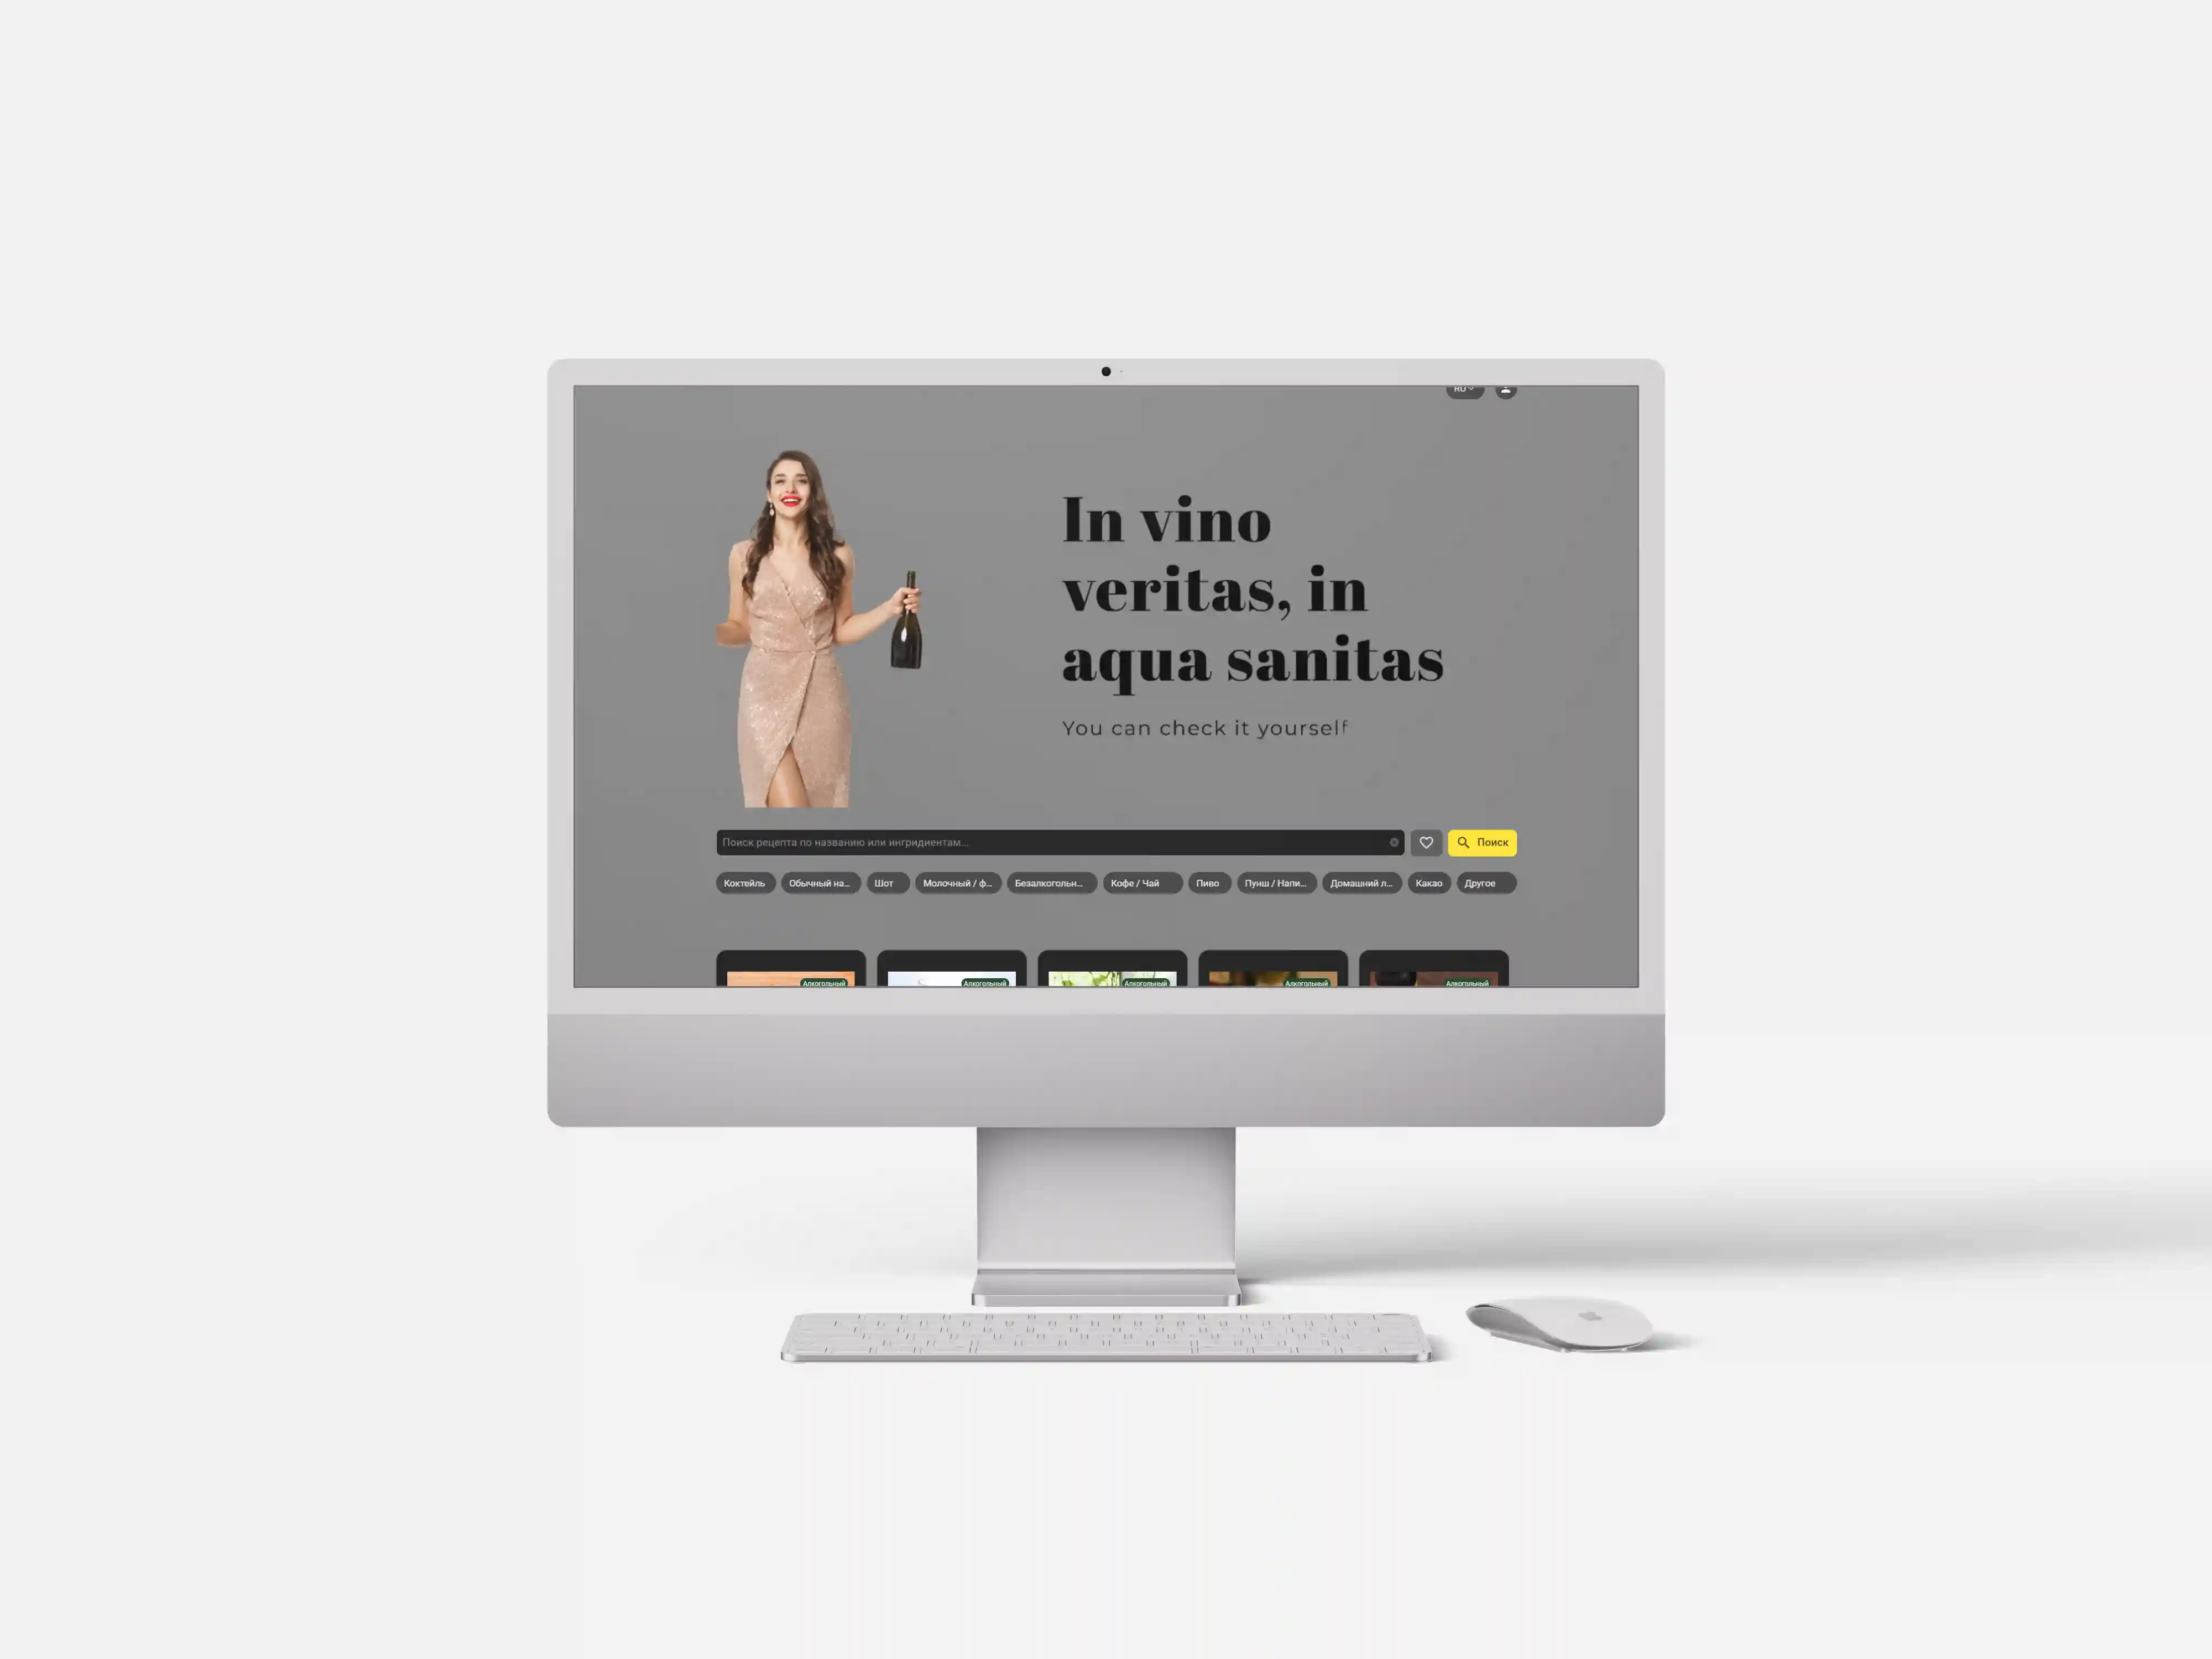 RU
In vino
veritas, in
aqua sanitas
You can check it yourself
Поиск рецепта по названию или ингридиентам...
Поиск
Коктейль
Обычный на...
Шот
Молочный / ф...
Безалкогольн...
Кофе / Чай
Пиво
Пунш / Напи...
Домашний л...
Какао
Другое
Алкогольный
Алкогольный
Алкогольный
Алкогольный
Алкогольный